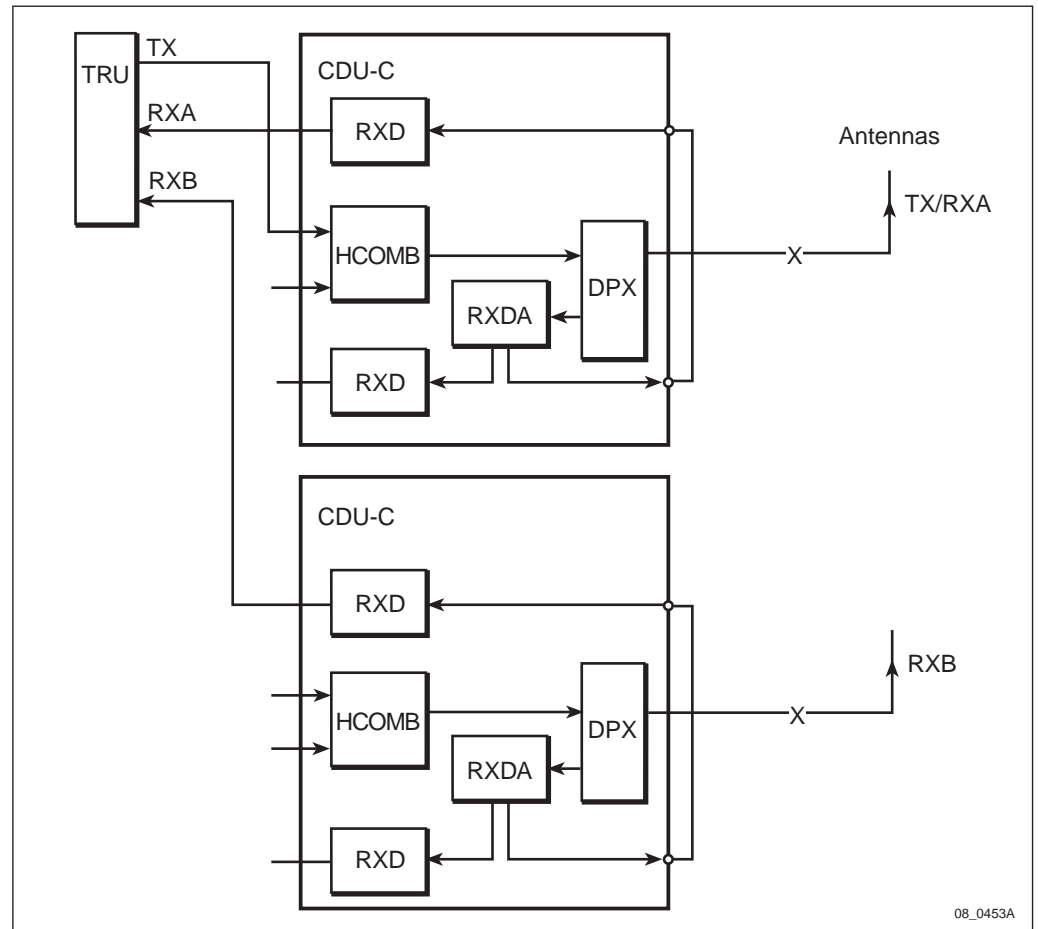 TRU
TX
RXA
RXB
CDU-C
RXD
HCOMB
DPX
RXDA
RXD
Antennas
TX/RXA
X
CDU-C
RXD
HCOMB
DPX
RXDA
RXD
RXB
X
08_0453A